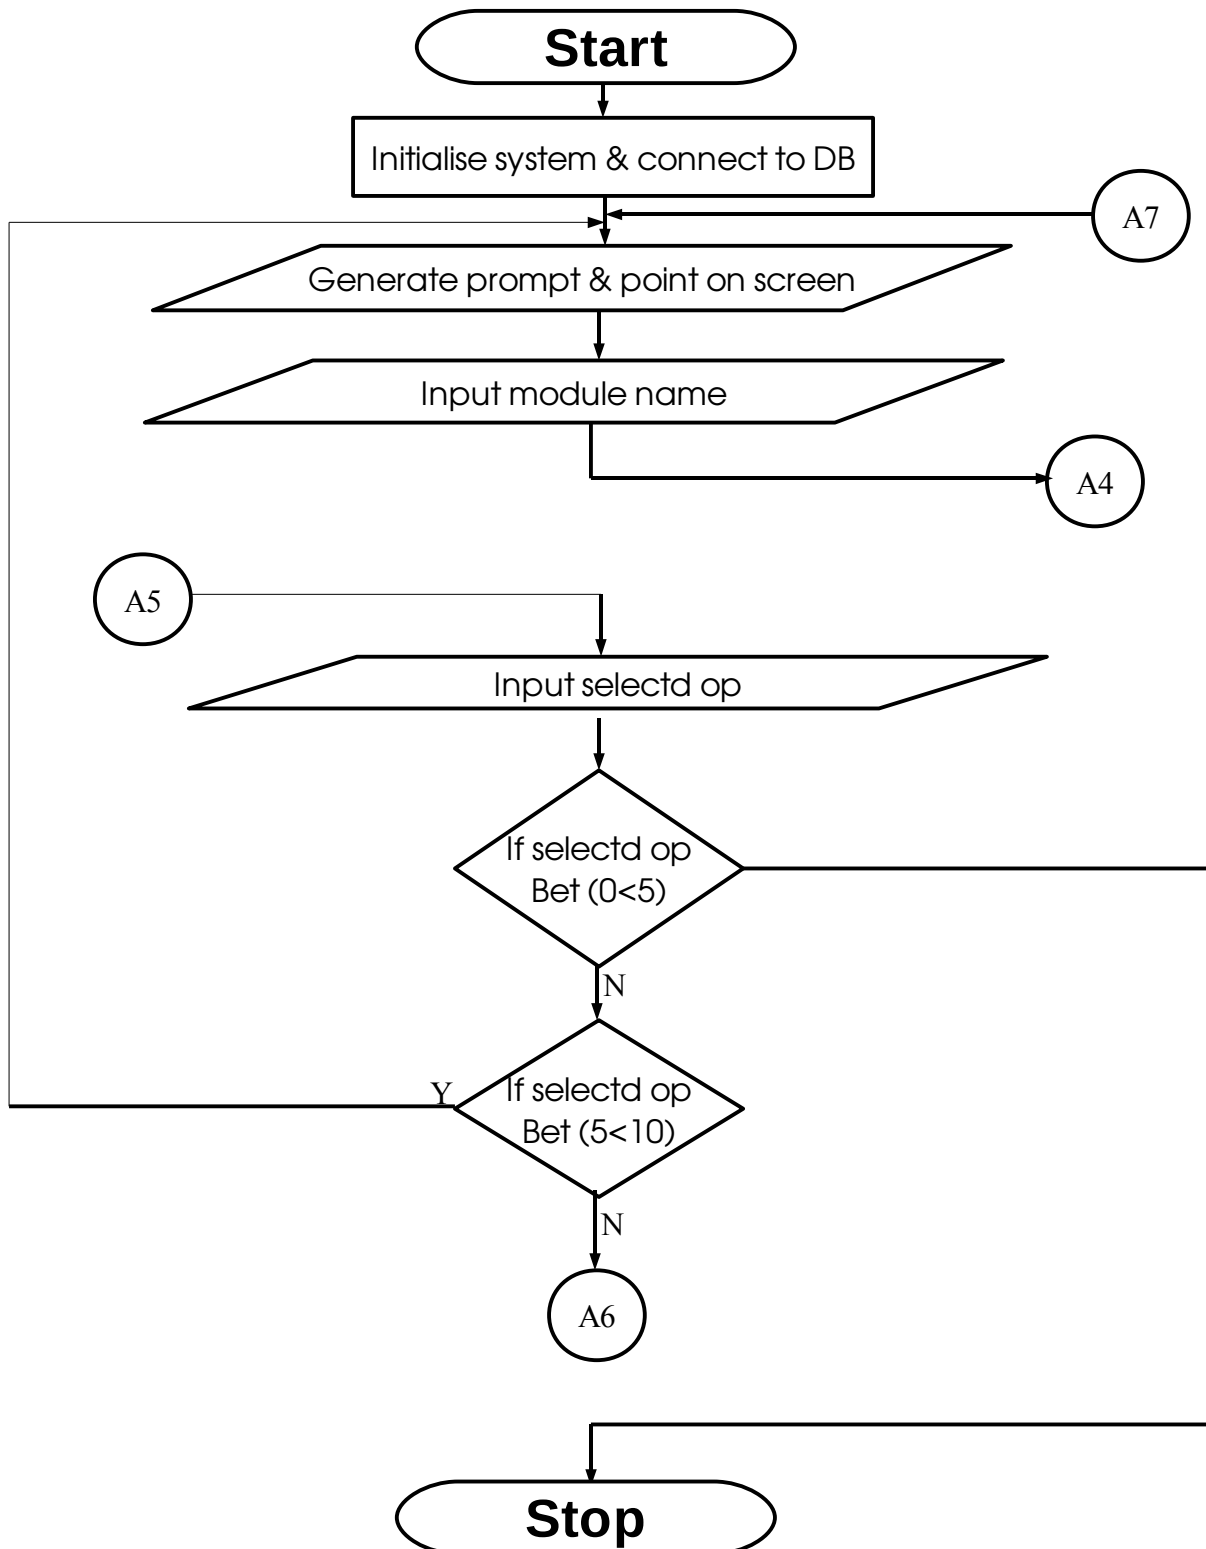 Start
Initialise system & connect to DB
A7
Generate prompt & point on screen
Input module name
A4
A5
Input selectd op
If selectd op
Bet (0<5)
N
Y
If selectd op
Bet (5<10)
N
A6
Stop